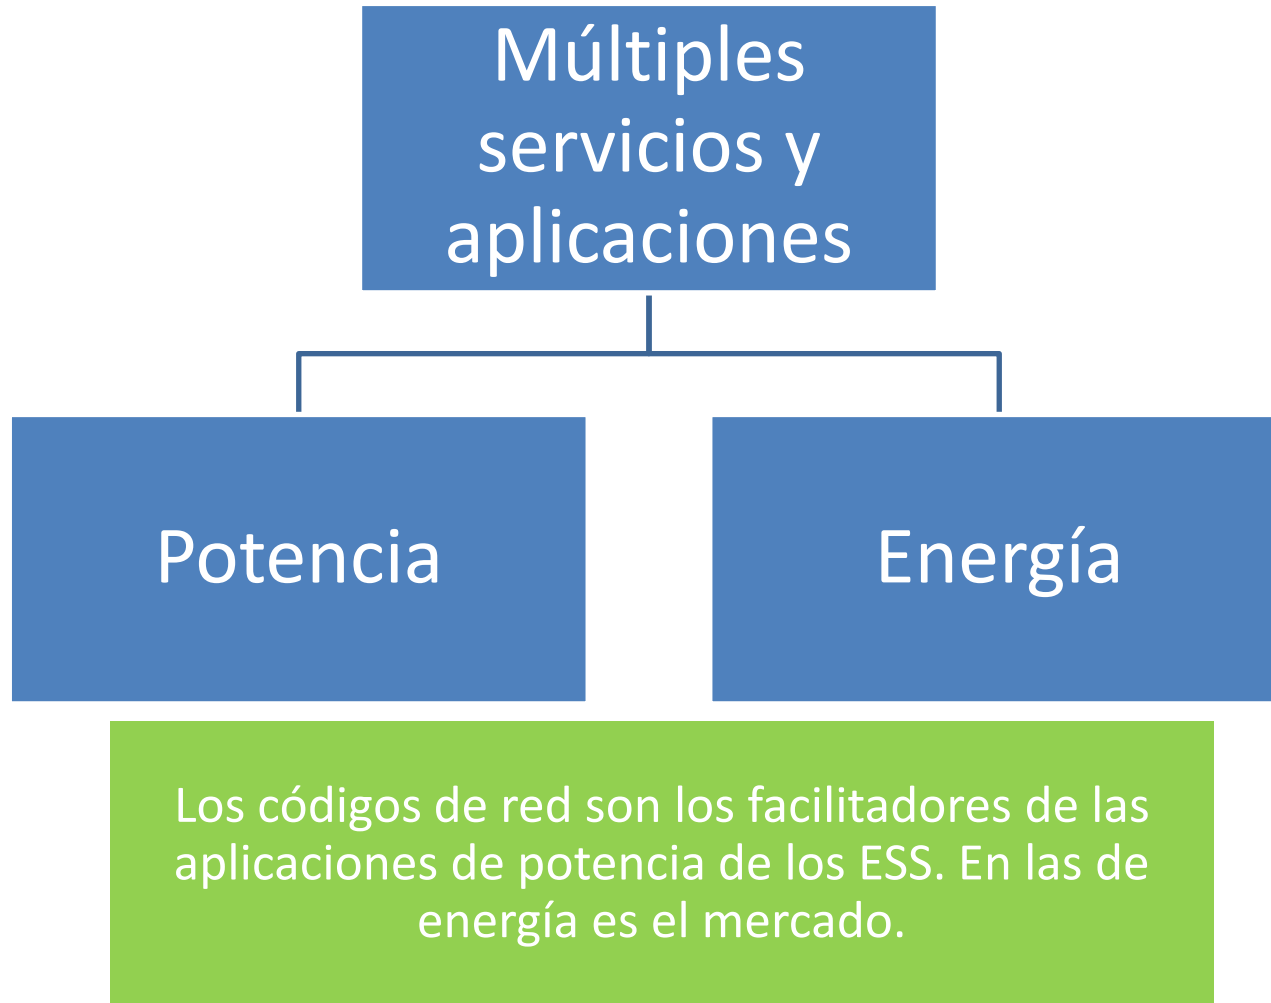 Múltiples
servicios y
aplicaciones
Potencia
Energía
Los códigos de red son los facilitadores de las
aplicaciones de potencia de los ESS. En las de
energía es el mercado.